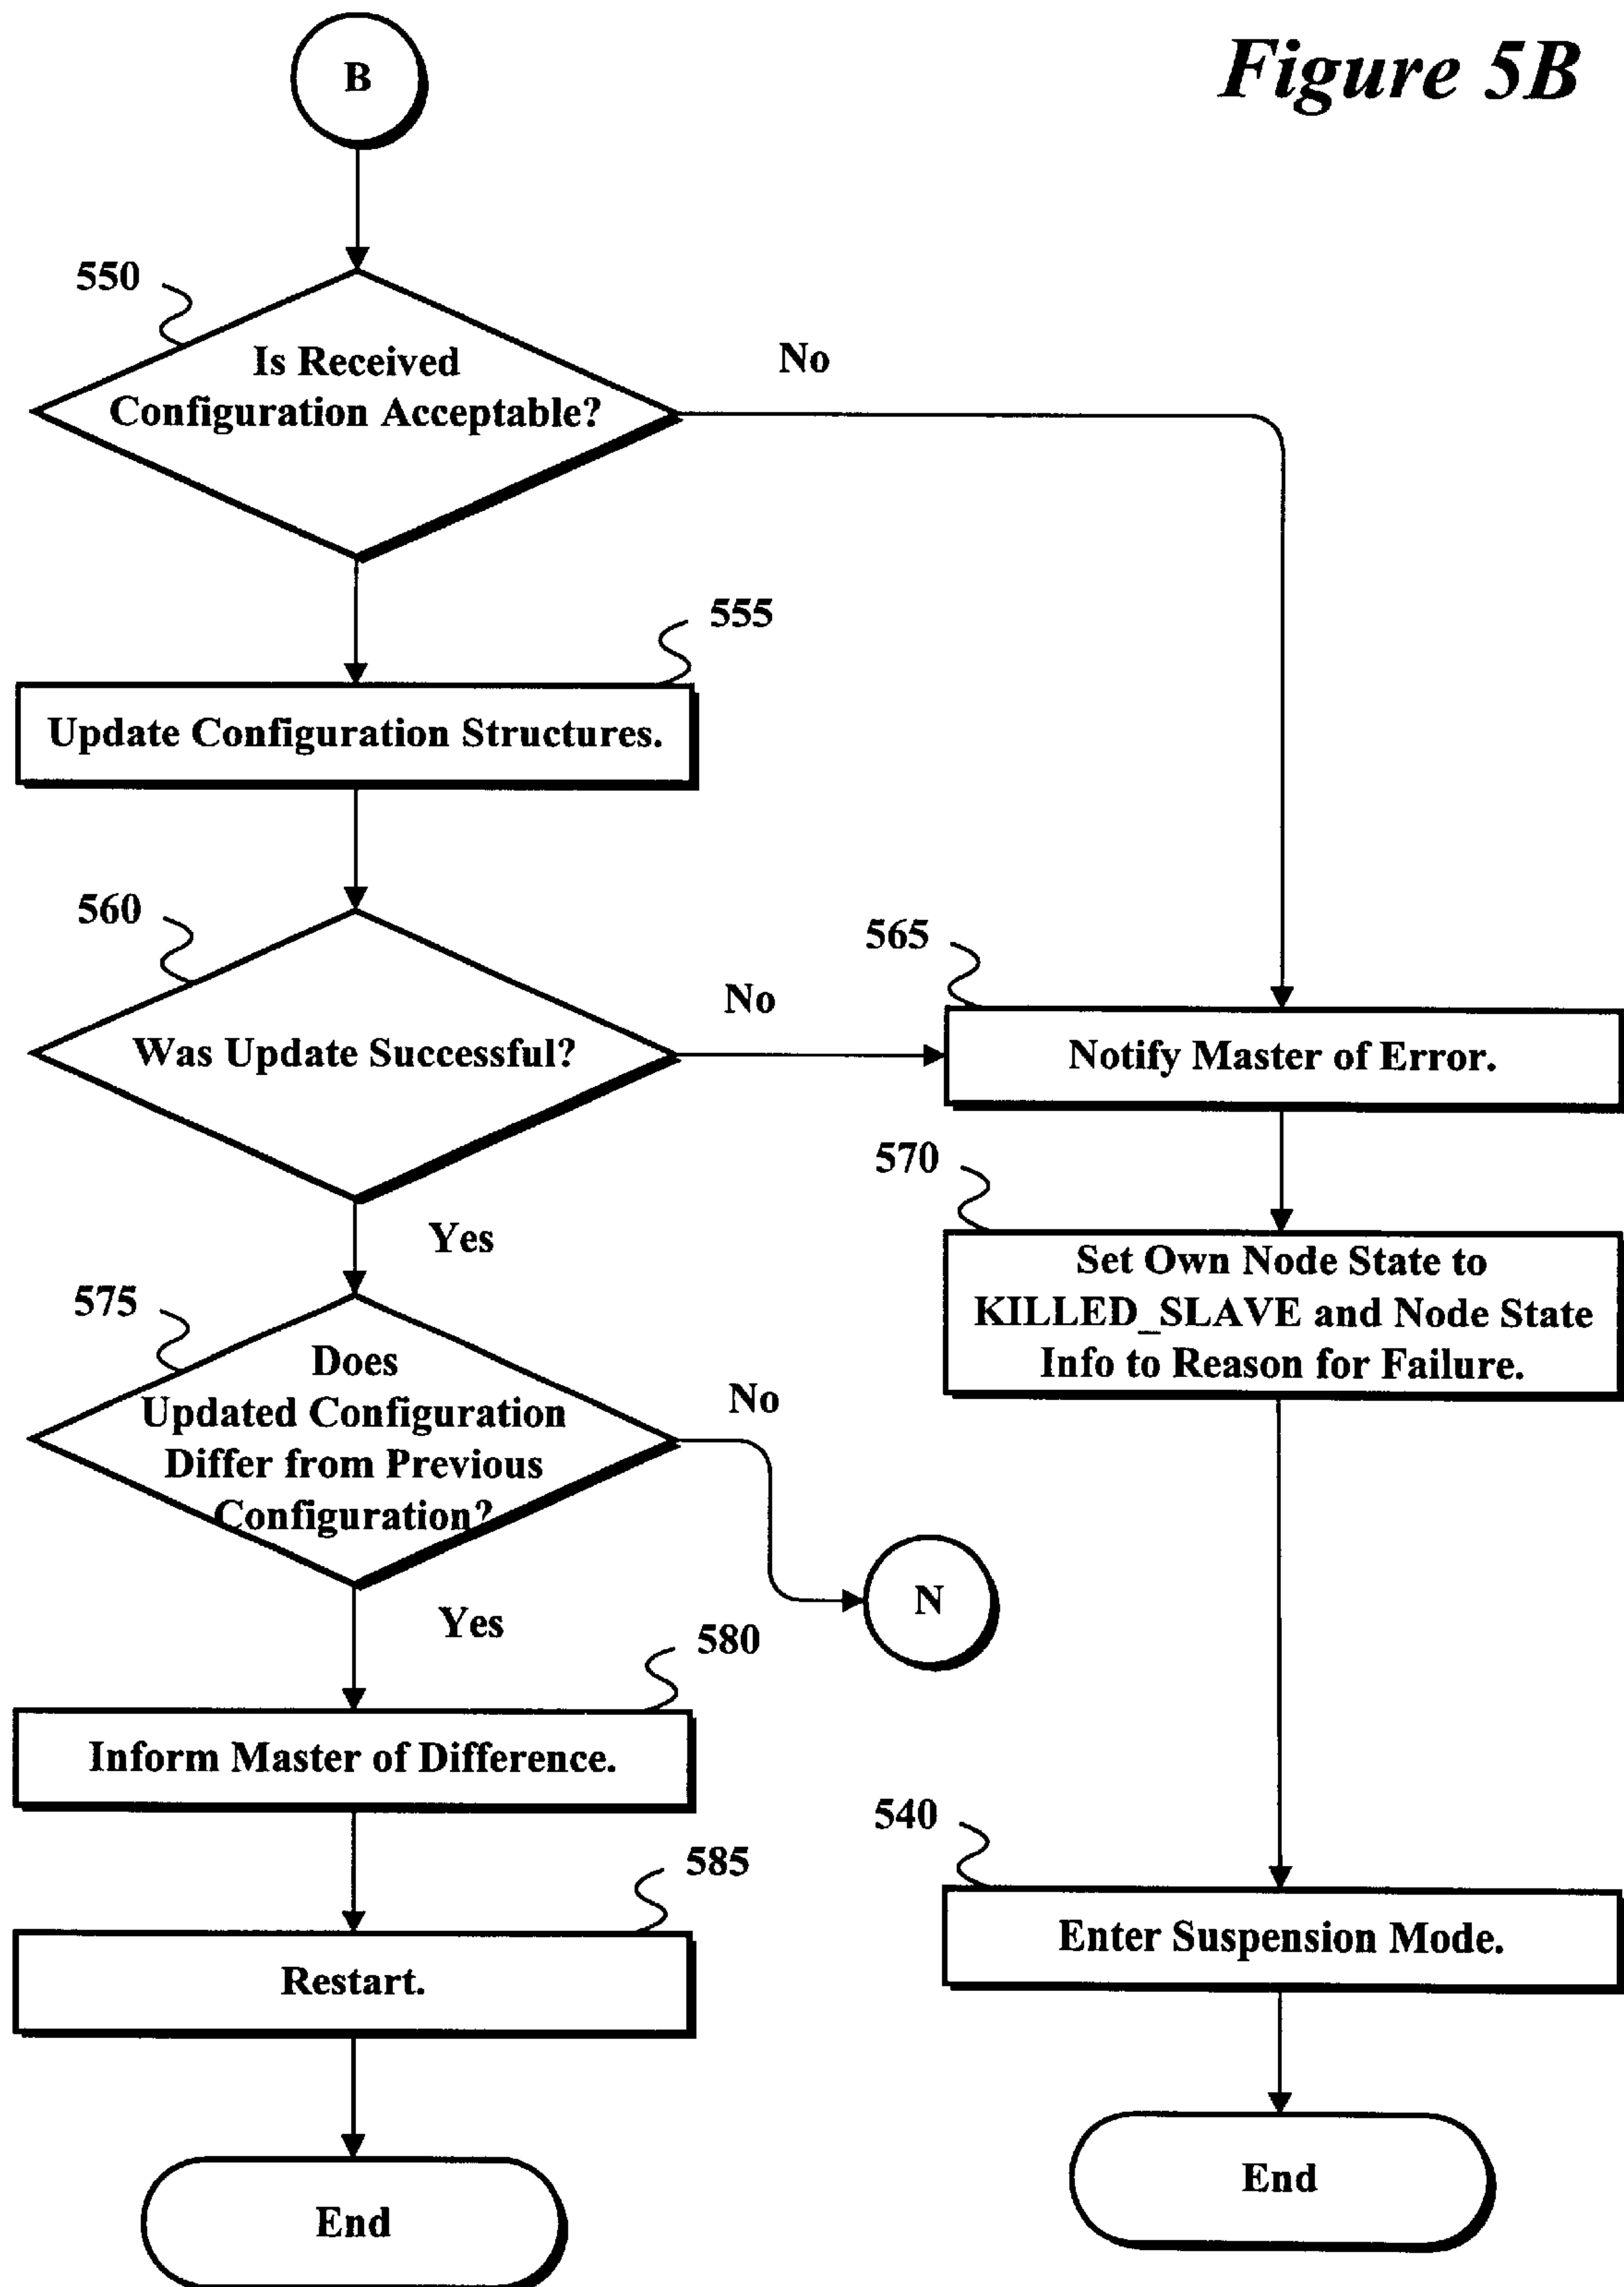 Figure 5B
B
550
Is Received
Configuration Acceptable?
No
555
Update Configuration Structures.
560
Was Update Successful?
No
565
Notify Master of Error.
Yes
570
Set Own Node State to
KILLED_SLAVE and Node State
Info to Reason for Failure.
575
Does
Updated Configuration
Differ from Previous
Configuration?
No
N
Yes
580
Inform Master of Difference.
585
Restart.
End
540
Enter Suspension Mode.
End